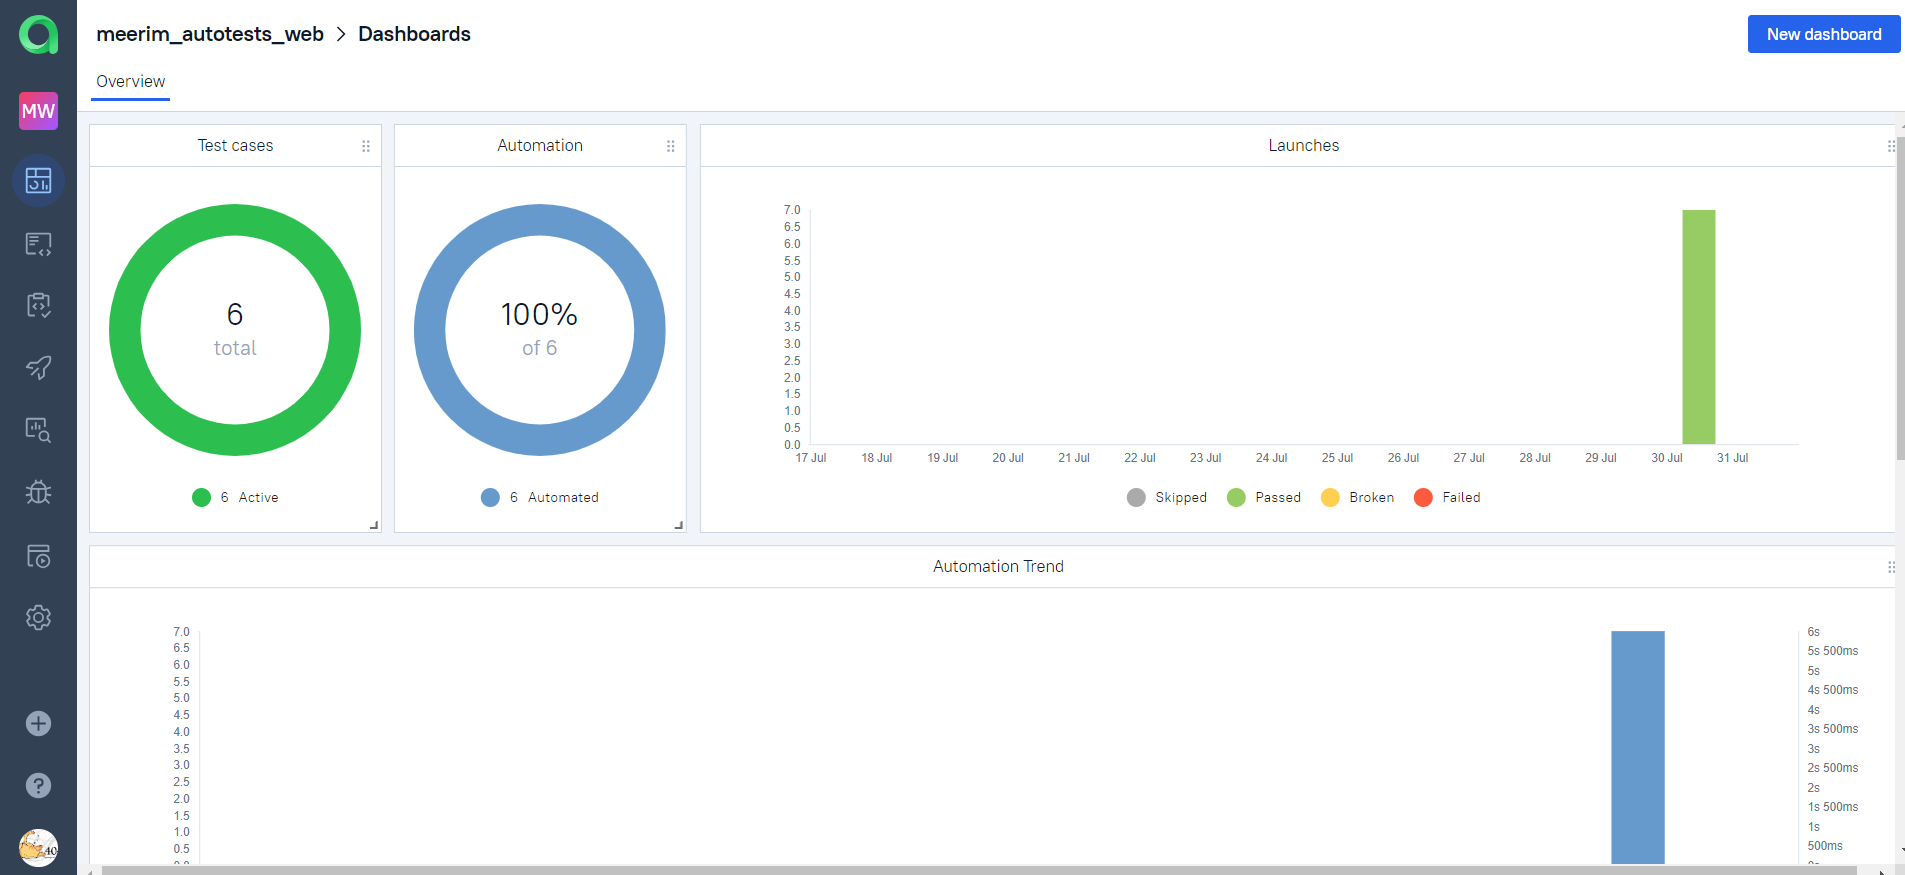 meerim_autotests_web > Dashboards
New dashboard
Overview
MW
Test cases
6
total
6 Active
Automation
100%
of 6
6 Automated
Launches
7.0
6.5
6.0
5.5
5.0
4.5
4.0
3.5
3.0
2.5
2.0
1.5
1.0
0.5
0.0
17 Jul 18 Jul 19 Jul 20 Jul 21 Jul 22 Jul 23 Jul 24 Jul 25 Jul 26 Jul 27 Jul 28 Jul 29 Jul 30 Jul 31 Jul
Skipped Passed Broken Failed
Automation Trend
7.0
6.5
6.0
5.5
5.0
4.5
4.0
3.5
3.0
2.5
2.0
1.5
1.0
0.5
6s
5s 500ms
5s
4s 500ms
4s
3s 500ms
3s
2s 500ms
2s
1s 500ms
1s
500ms
?
40